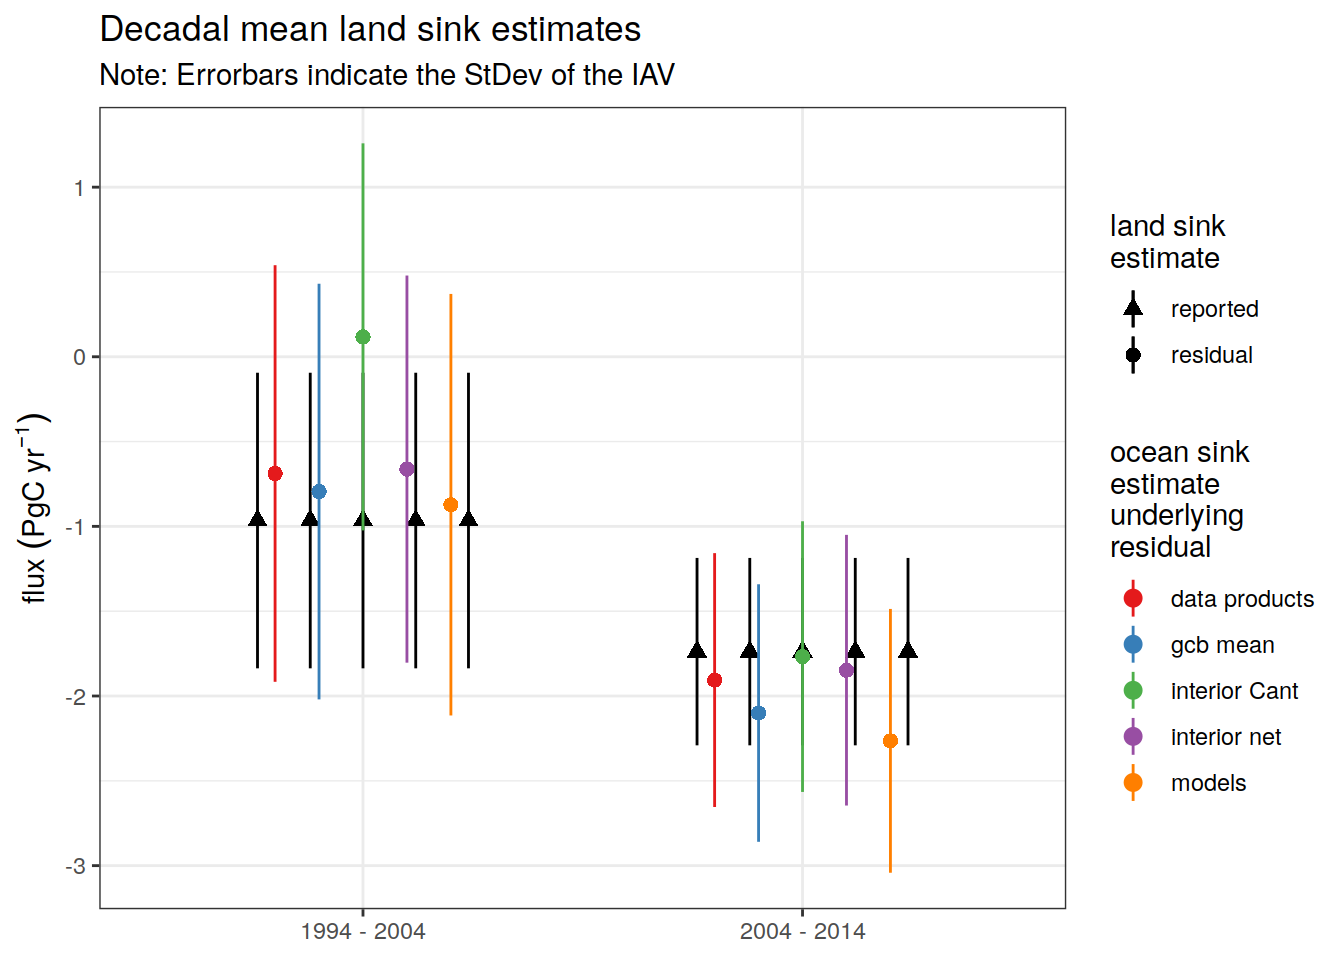 Decadal mean land sink estimates
Note: Errorbars indicate the StDev of the IAV
flux (PgC yr⁻¹)
1
0
-1
-2
-3
1994 - 2004
2004 - 2014
land sink
estimate
reported
residual
ocean sink
estimate
underlying
residual
data products
gcb mean
interior Cant
interior net
models